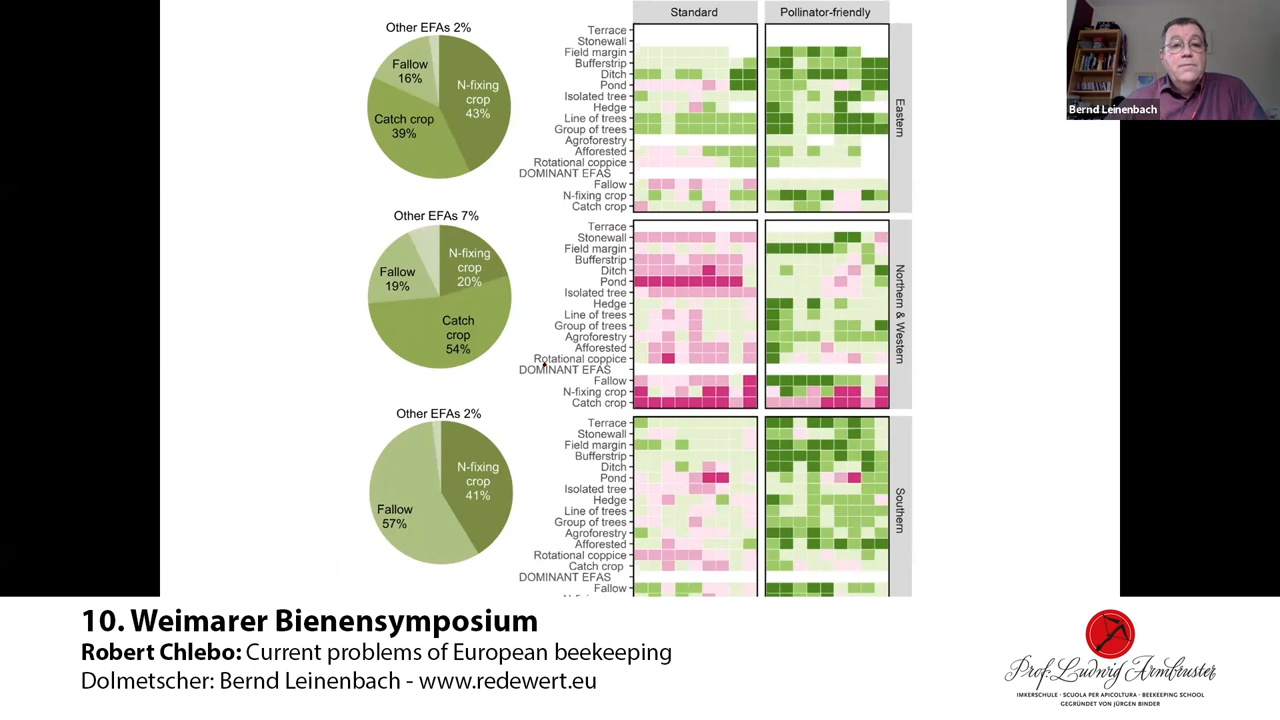 Standard
Pollinator-friendly
Other EFAs 2%
Fallow
16%
N-fixing
crop
43%
Catch crop
39%
Terrace
Stonewall
Field margin
Bufferstrip
Ditch
Pond
Isolated tree
Hedge
Line of trees
Group of trees
Agroforestry
Afforested
Rotational coppice
DOMINANT EFAS
Fallow
N-fixing crop
Catch crop
Eastern
Other EFAs 7%
N-fixing
crop
20%
Fallow
19%
Catch
crop
54%
Terrace
Stonewall
Field margin
Bufferstrip
Ditch
Pond
Isolated tree
Hedge
Line of trees
Group of trees
Agroforestry
Afforested
Rotational coppice
DOMINANT EFAS
Fallow
N-fixing crop
Catch crop
Northern & Western
Other EFAs 2%
N-fixing
crop
41%
Fallow
57%
Terrace
Stonewall
Field margin
Bufferstrip
Ditch
Pond
Isolated tree
Hedge
Line of trees
Group of trees
Agroforestry
Afforested
Rotational coppice
Catch crop
DOMINANT EFAS
Fallow
Southern
Bernd Leinenbach
10. Weimarer Bienensymposium
Robert Chlebo: Current problems of European beekeeping
Dolmetscher: Bernd Leinenbach - www.redewert.eu
Prof. Ludwig Armbruster
IMKERSCHULE · SCUOLA PER APICOLTURA · BEEKEEPING SCHOOL
GEGRÜNDET VON JÜRGEN BINDER